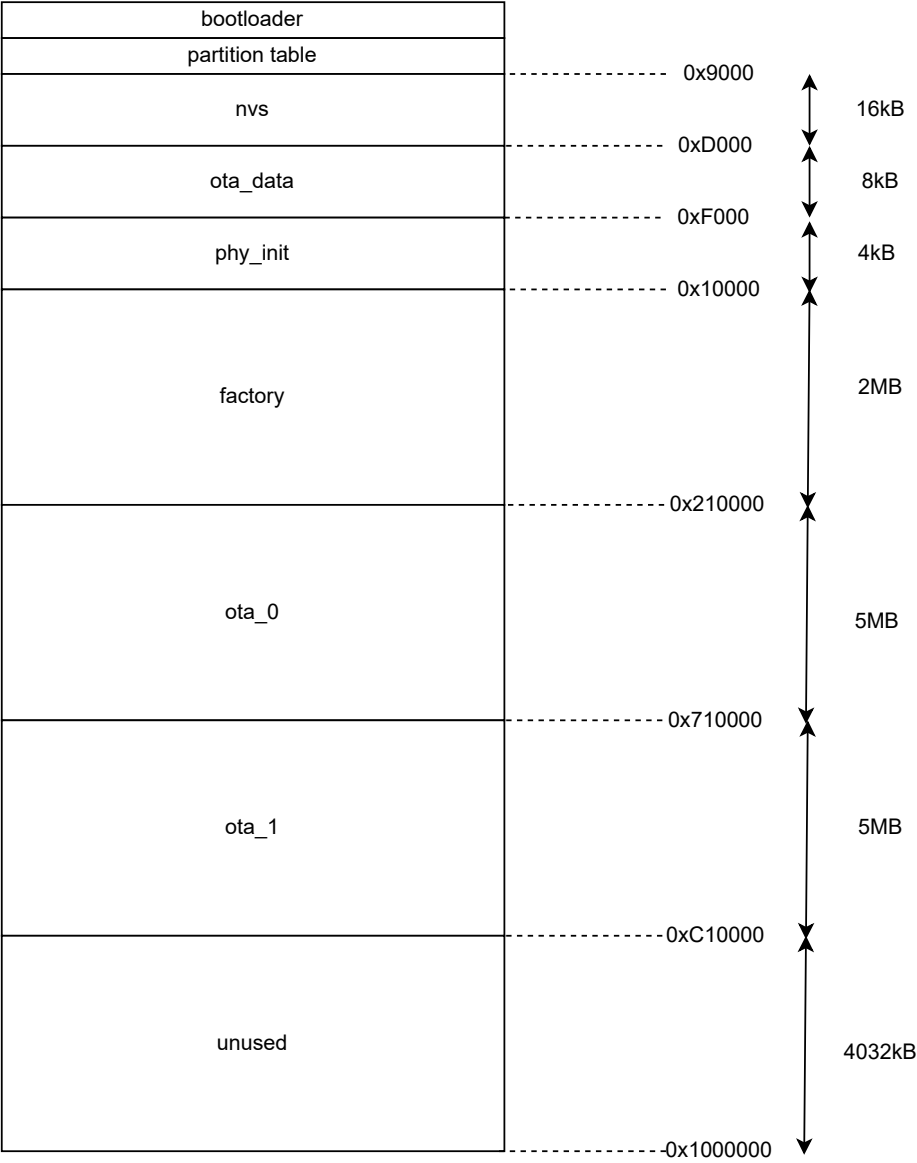 bootloader
partition table
0x9000
nvs
16kB
0xD000
ota_data
8kB
0xF000
phy_init
4kB
0x10000
factory
2MB
0x210000
ota_0
5MB
0x710000
ota_1
5MB
0xC10000
unused
4032kB
0x1000000